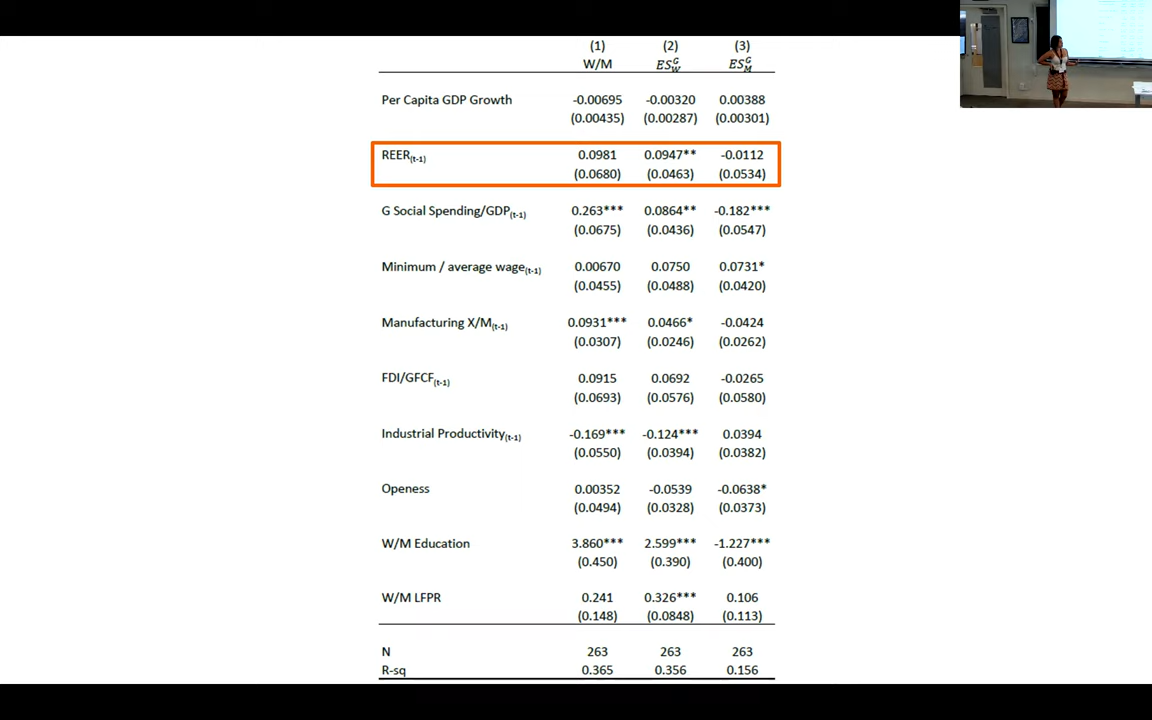 (1) (2) (3)
W/M ES^G_W ES^G_M
Per Capita GDP Growth -0.00695 -0.00320 0.00388
(0.00435) (0.00287) (0.00301)
REER(t-1) 0.0981 0.0947** -0.0112
(0.0680) (0.0463) (0.0534)
G Social Spending/GDP(t-1) 0.263*** 0.0864** -0.182***
(0.0675) (0.0436) (0.0547)
Minimum / average wage(t-1) 0.00670 0.0750 0.0731*
(0.0455) (0.0488) (0.0420)
Manufacturing X/M(t-1) 0.0931*** 0.0466* -0.0424
(0.0307) (0.0246) (0.0262)
FDI/GFCF(t-1) 0.0915 0.0692 -0.0265
(0.0693) (0.0576) (0.0580)
Industrial Productivity(t-1) -0.169*** -0.124*** 0.0394
(0.0550) (0.0394) (0.0382)
Openess 0.00352 -0.0539 -0.0638*
(0.0494) (0.0328) (0.0373)
W/M Education 3.860*** 2.599*** -1.227***
(0.450) (0.390) (0.400)
W/M LFPR 0.241 0.326*** 0.106
(0.148) (0.0848) (0.113)
N 263 263 263
R-sq 0.365 0.356 0.156